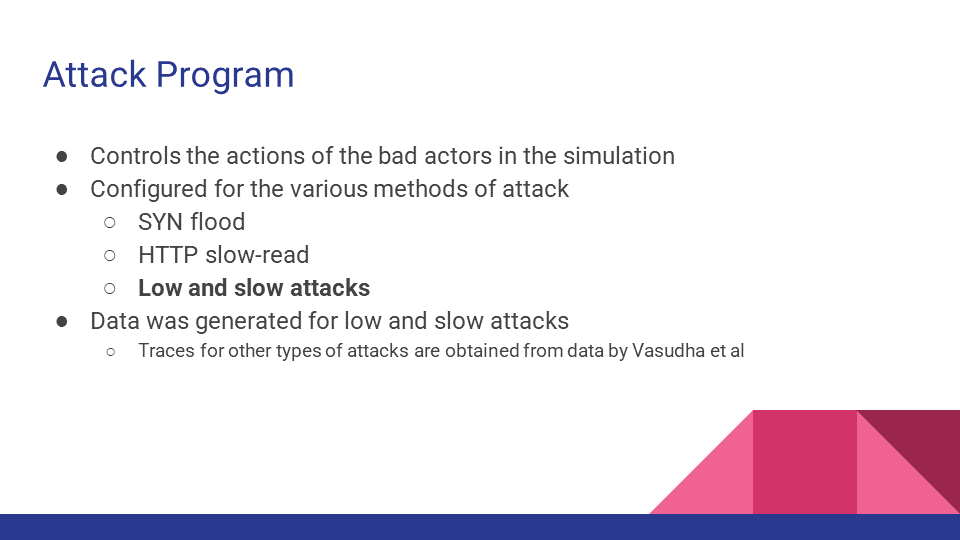 Attack Program
● Controls the actions of the bad actors in the simulation
● Configured for the various methods of attack
○ SYN flood
○ HTTP slow-read
○ Low and slow attacks
● Data was generated for low and slow attacks
○ Traces for other types of attacks are obtained from data by Vasudha et al